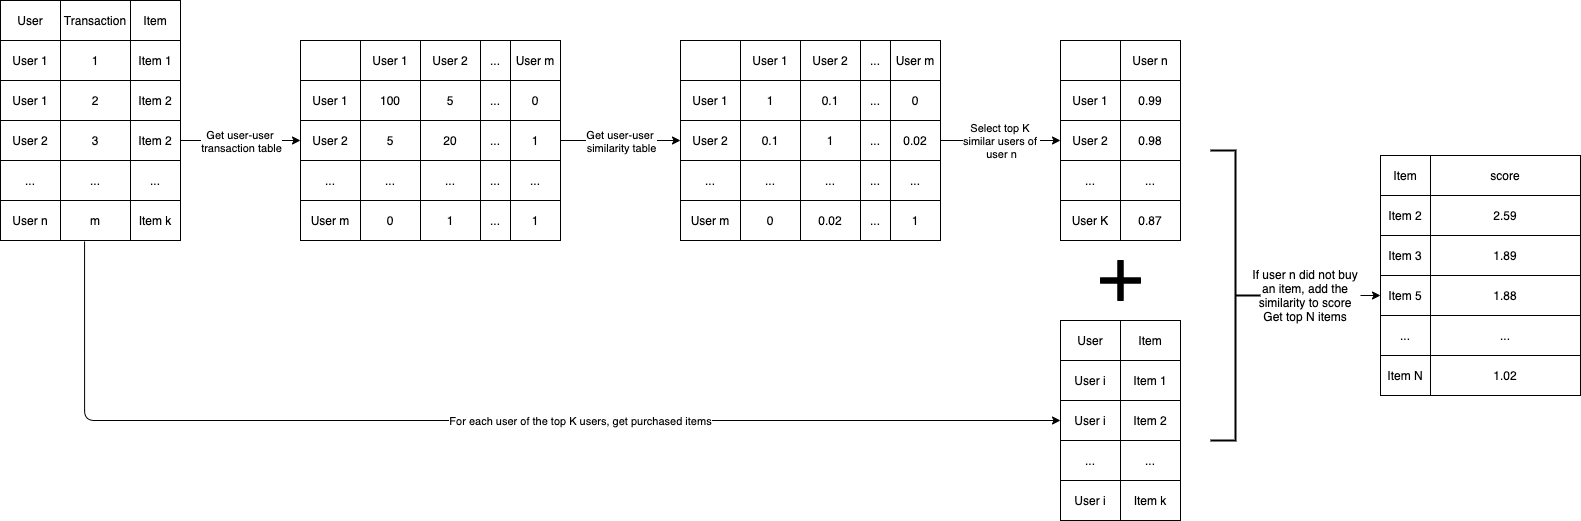 User Transaction Item
User 1 1 Item 1
User 1 2 Item 2
User 2 3 Item 2
... ... ...
User n m Item k
Get user-user
transaction table
User 1 User 2 ... User m
User 1 100 5 ... 0
User 2 5 20 ... 1
... ... ... ... ...
User m 0 1 ... 1
Get user-user
similarity table
User 1 User 2 ... User m
User 1 1 0.1 ... 0
User 2 0.1 1 ... 0.02
... ... ... ... ...
User m 0 0.02 ... 1
Select top K
similar users of
user n
User n
User 1 0.99
User 2 0.98
... ...
User K 0.87
For each user of the top K users, get purchased items
User Item
User i Item 1
User i Item 2
... ...
User i Item k
If user n did not buy
an item, add the
similarity to score
Get top N items
Item score
Item 2 2.59
Item 3 1.89
Item 5 1.88
... ...
Item N 1.02